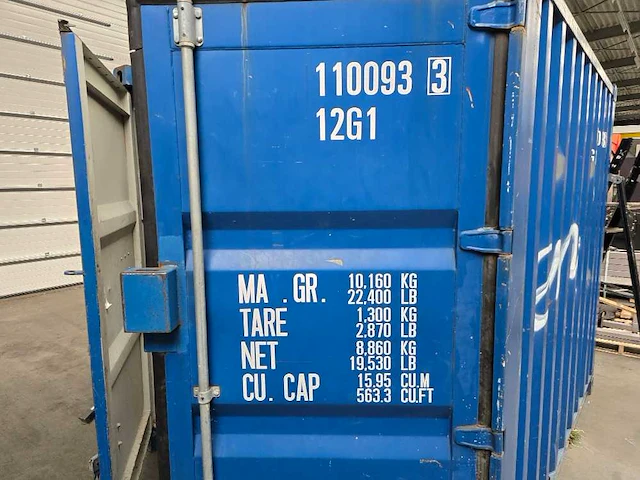 110093 3
12G1
MA .GR. 10,160 KG
22,400 LB
TARE 1,300 KG
2,870 LB
NET 8,860 KG
19,530 LB
CU. CAP 15.95 CU.M
563.3 CU.FT